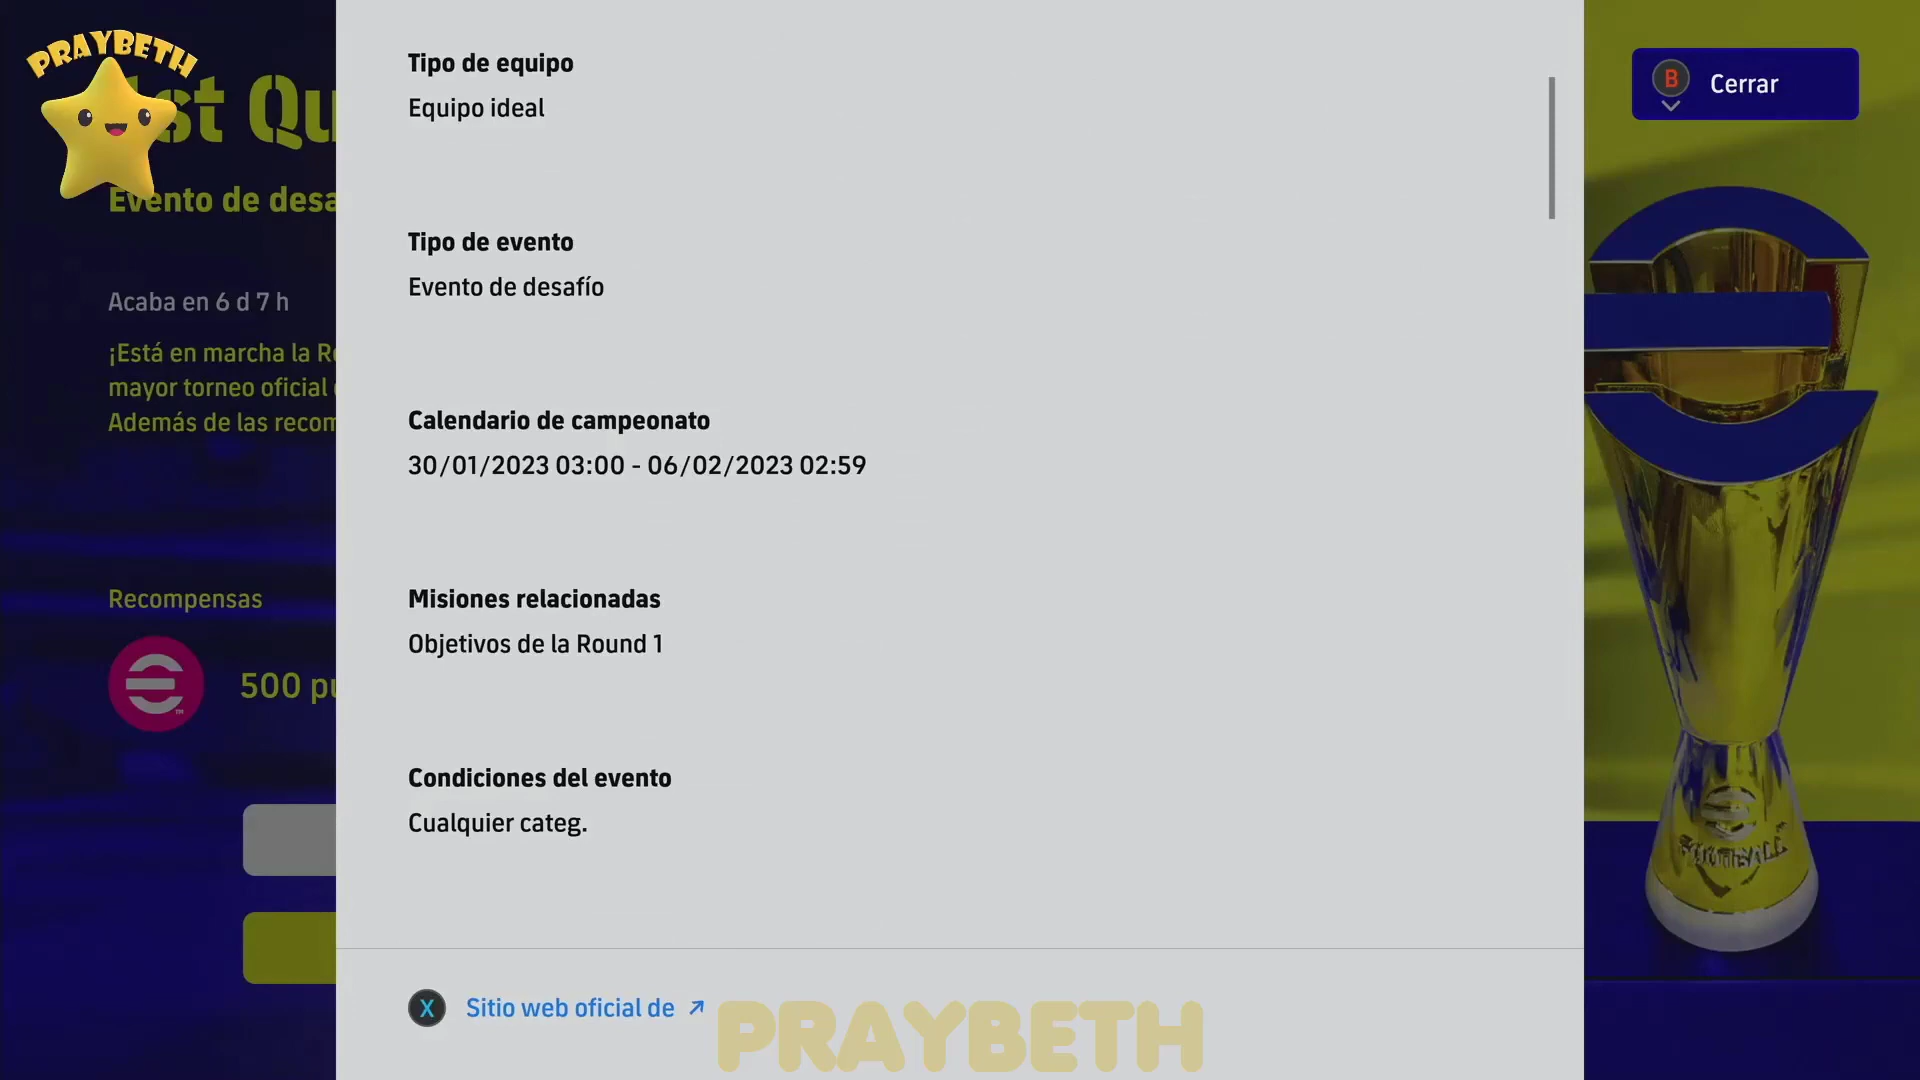 PRAYBETH
1st Qu
Evento de desa
Acaba en 6 d 7 h
¡Está en marcha la R
mayor torneo oficial
Además de las recom
Recompensas
500 pu
Tipo de equipo
Equipo ideal
Tipo de evento
Evento de desafío
Calendario de campeonato
30/01/2023 03:00 - 06/02/2023 02:59
Misiones relacionadas
Objetivos de la Round 1
Condiciones del evento
Cualquier categ.
X Sitio web oficial de
PRAYBETH
B Cerrar